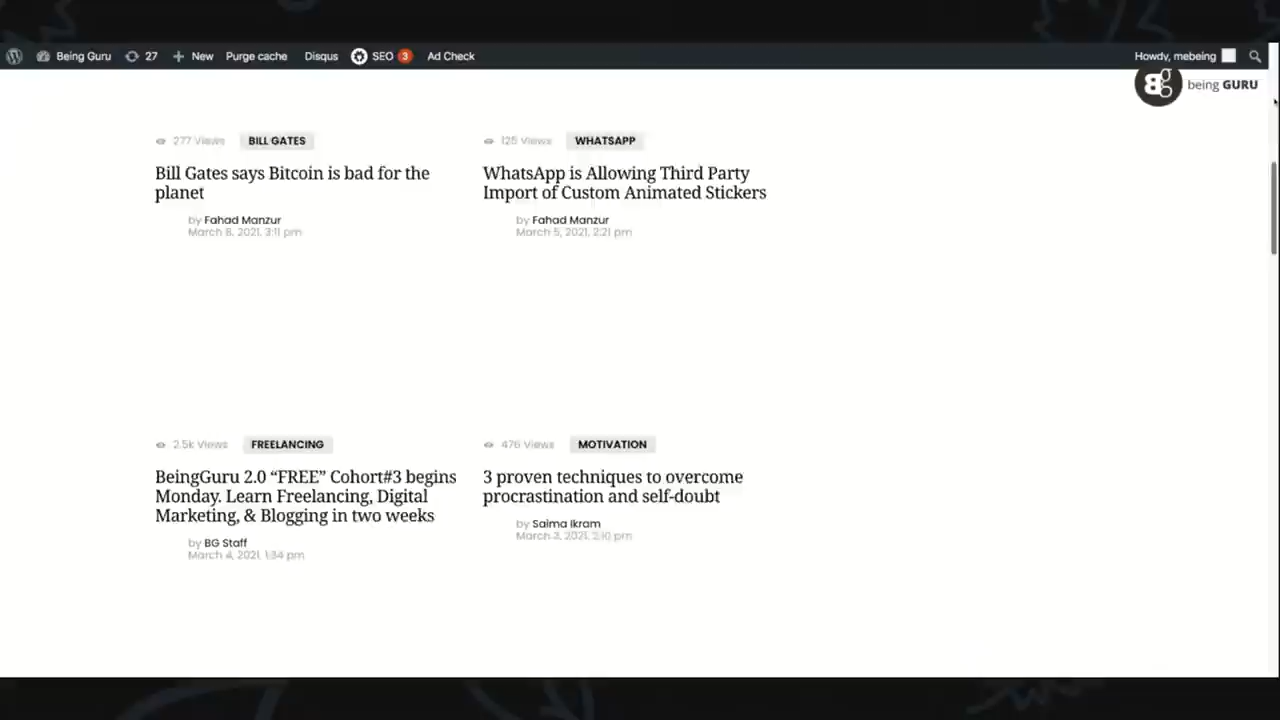 Being Guru 27 New Purge cache Disqus SEO 3 Ad Check Howdy, mebeing
being GURU
277 Views BILL GATES
Bill Gates says Bitcoin is bad for the
planet
by Fahad Manzur
March 8, 2021, 3:11 pm
125 Views WHATSAPP
WhatsApp is Allowing Third Party
Import of Custom Animated Stickers
by Fahad Manzur
March 5, 2021, 2:21 pm
2.5k Views FREELANCING
BeingGuru 2.0 “FREE” Cohort#3 begins
Monday. Learn Freelancing, Digital
Marketing, & Blogging in two weeks
by BG Staff
March 4, 2021, 1:34 pm
476 Views MOTIVATION
3 proven techniques to overcome
procrastination and self-doubt
by Saima Ikram
March 3, 2021, 2:10 pm